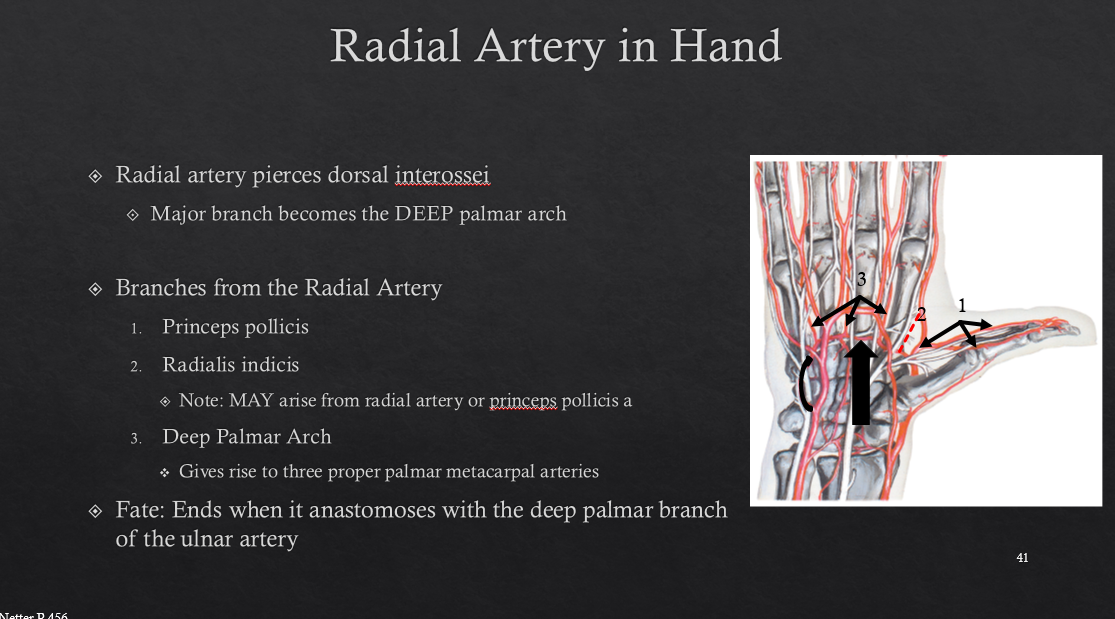 Radial Artery in Hand
Radial artery pierces dorsal interossei
Major branch becomes the DEEP palmar arch
Branches from the Radial Artery
1. Princeps pollicis
2. Radialis indicis
Note: MAY arise from radial artery or princeps pollicis a
3. Deep Palmar Arch
Gives rise to three proper palmar metacarpal arteries
Fate: Ends when it anastomoses with the deep palmar branch
of the ulnar artery
3
2
1
41
Netter P.456